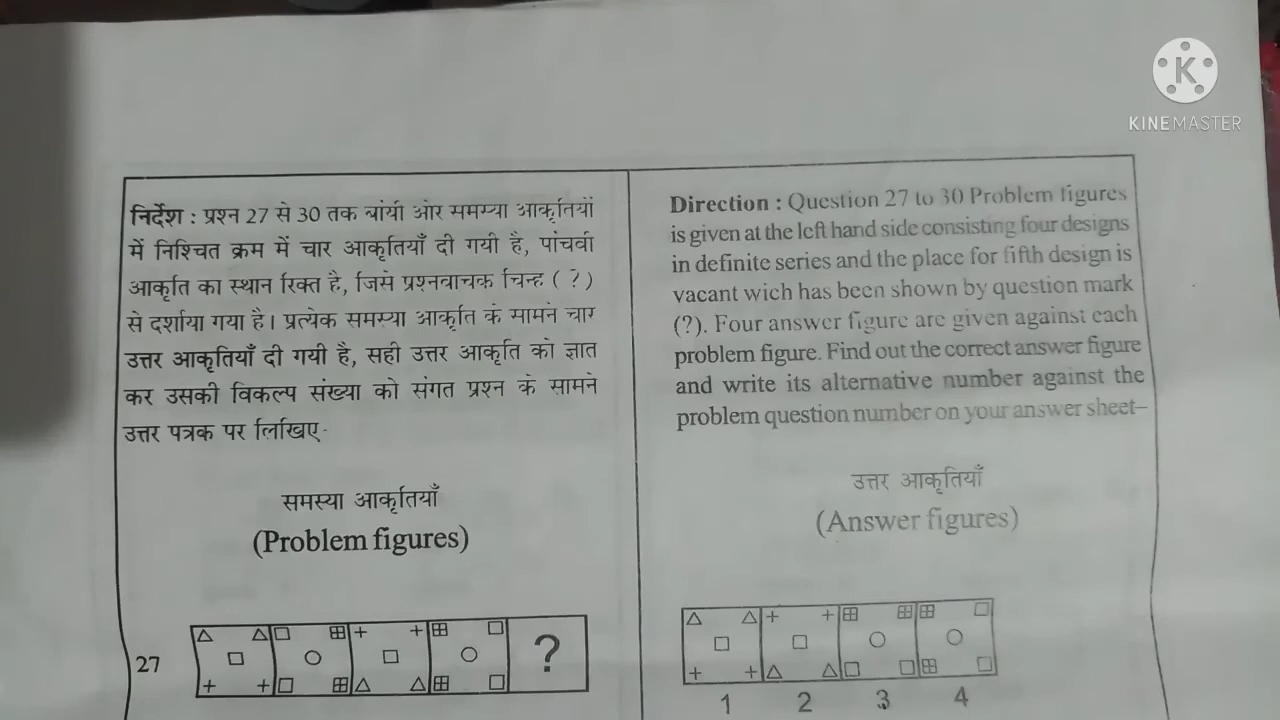 K
KINEMASTER
निर्देश : प्रश्न 27 से 30 तक बांयी ओर समस्या आकृतियों
में निश्चित क्रम में चार आकृतियाँ दी गयी है, पांचवी
आकृति का स्थान रिक्त है, जिसे प्रश्नवाचक चिन्ह ( ? )
से दर्शाया गया है। प्रत्येक समस्या आकृति के सामने चार
उत्तर आकृतियाँ दी गयी है, सही उत्तर आकृति को ज्ञात
कर उसकी विकल्प संख्या को संगत प्रश्न के सामने
उत्तर पत्रक पर लिखिए-
समस्या आकृतियाँ
(Problem figures)
27
?
Direction : Question 27 to 30 Problem figures
is given at the left hand side consisting four designs
in definite series and the place for fifth design is
vacant wich has been shown by question mark
(?). Four answer figure are given against each
problem figure. Find out the correct answer figure
and write its alternative number against the
problem question number on your answer sheet–
उत्तर आकृतियाँ
(Answer figures)
1 2 3 4